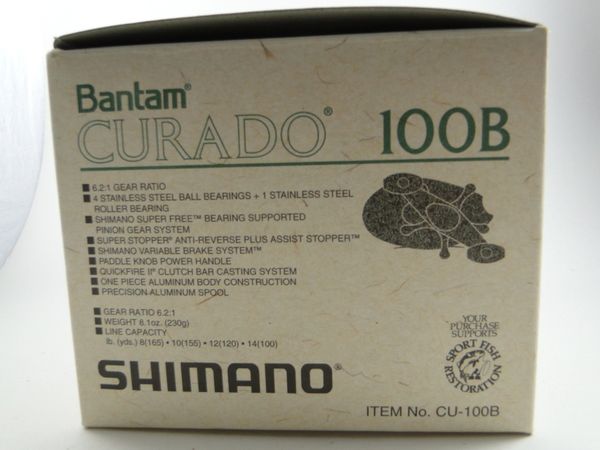 Bantam®
CURADO® 100B
■ 6.2:1 GEAR RATIO
■ 4 STAINLESS STEEL BALL BEARINGS + 1 STAINLESS STEEL
ROLLER BEARING
■ SHIMANO SUPER FREE™ BEARING SUPPORTED
PINION GEAR SYSTEM
■ SUPER STOPPER® ANTI-REVERSE PLUS ASSIST STOPPER™
■ SHIMANO VARIABLE BRAKE SYSTEM™
■ PADDLE KNOB POWER HANDLE
■ QUICKFIRE II® CLUTCH BAR CASTING SYSTEM
■ ONE PIECE ALUMINUM BODY CONSTRUCTION
■ PRECISION ALUMINUM SPOOL
■ GEAR RATIO 6.2:1
■ WEIGHT 8.1oz. (230g)
■ LINE CAPACITY
lb. (yds.) 8(165) • 10(155) • 12(120) • 14(100)
YOUR
PURCHASE
SUPPORTS
SPORT FISH
RESTORATION
SHIMANO®
ITEM No. CU-100B